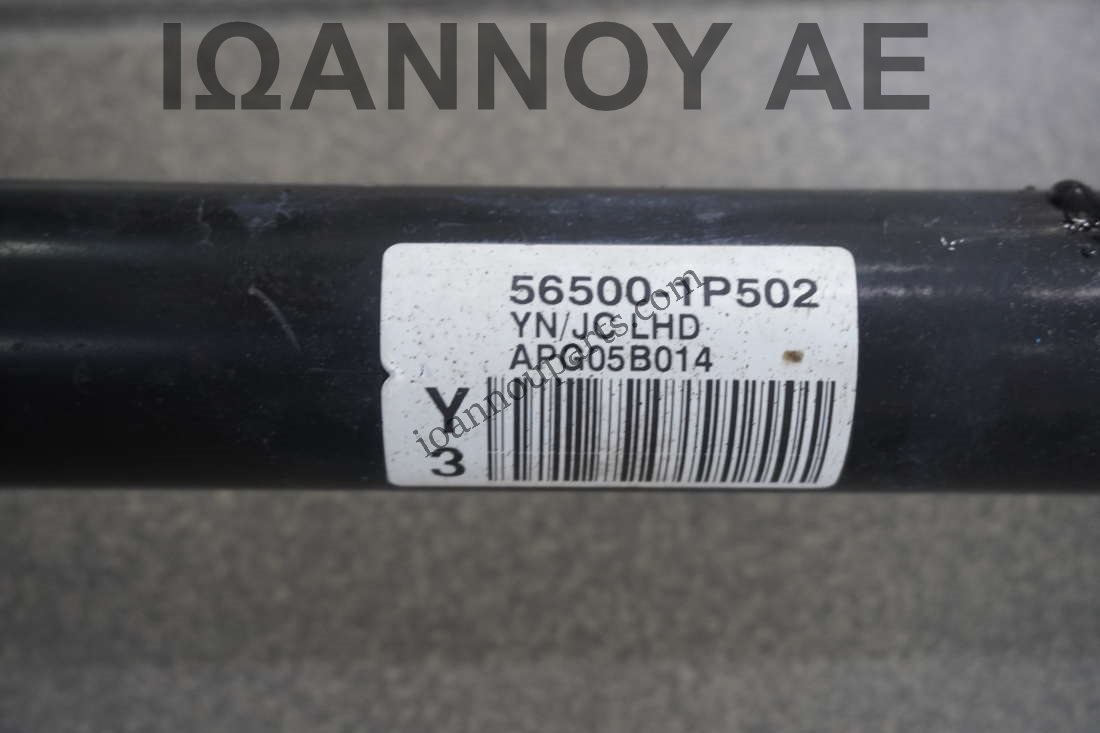 ΙΩΑΝΝΟΥ ΑΕ
56500-1P502
YN/JC LHD
APG05B014
Y
3
ioannouparts.com